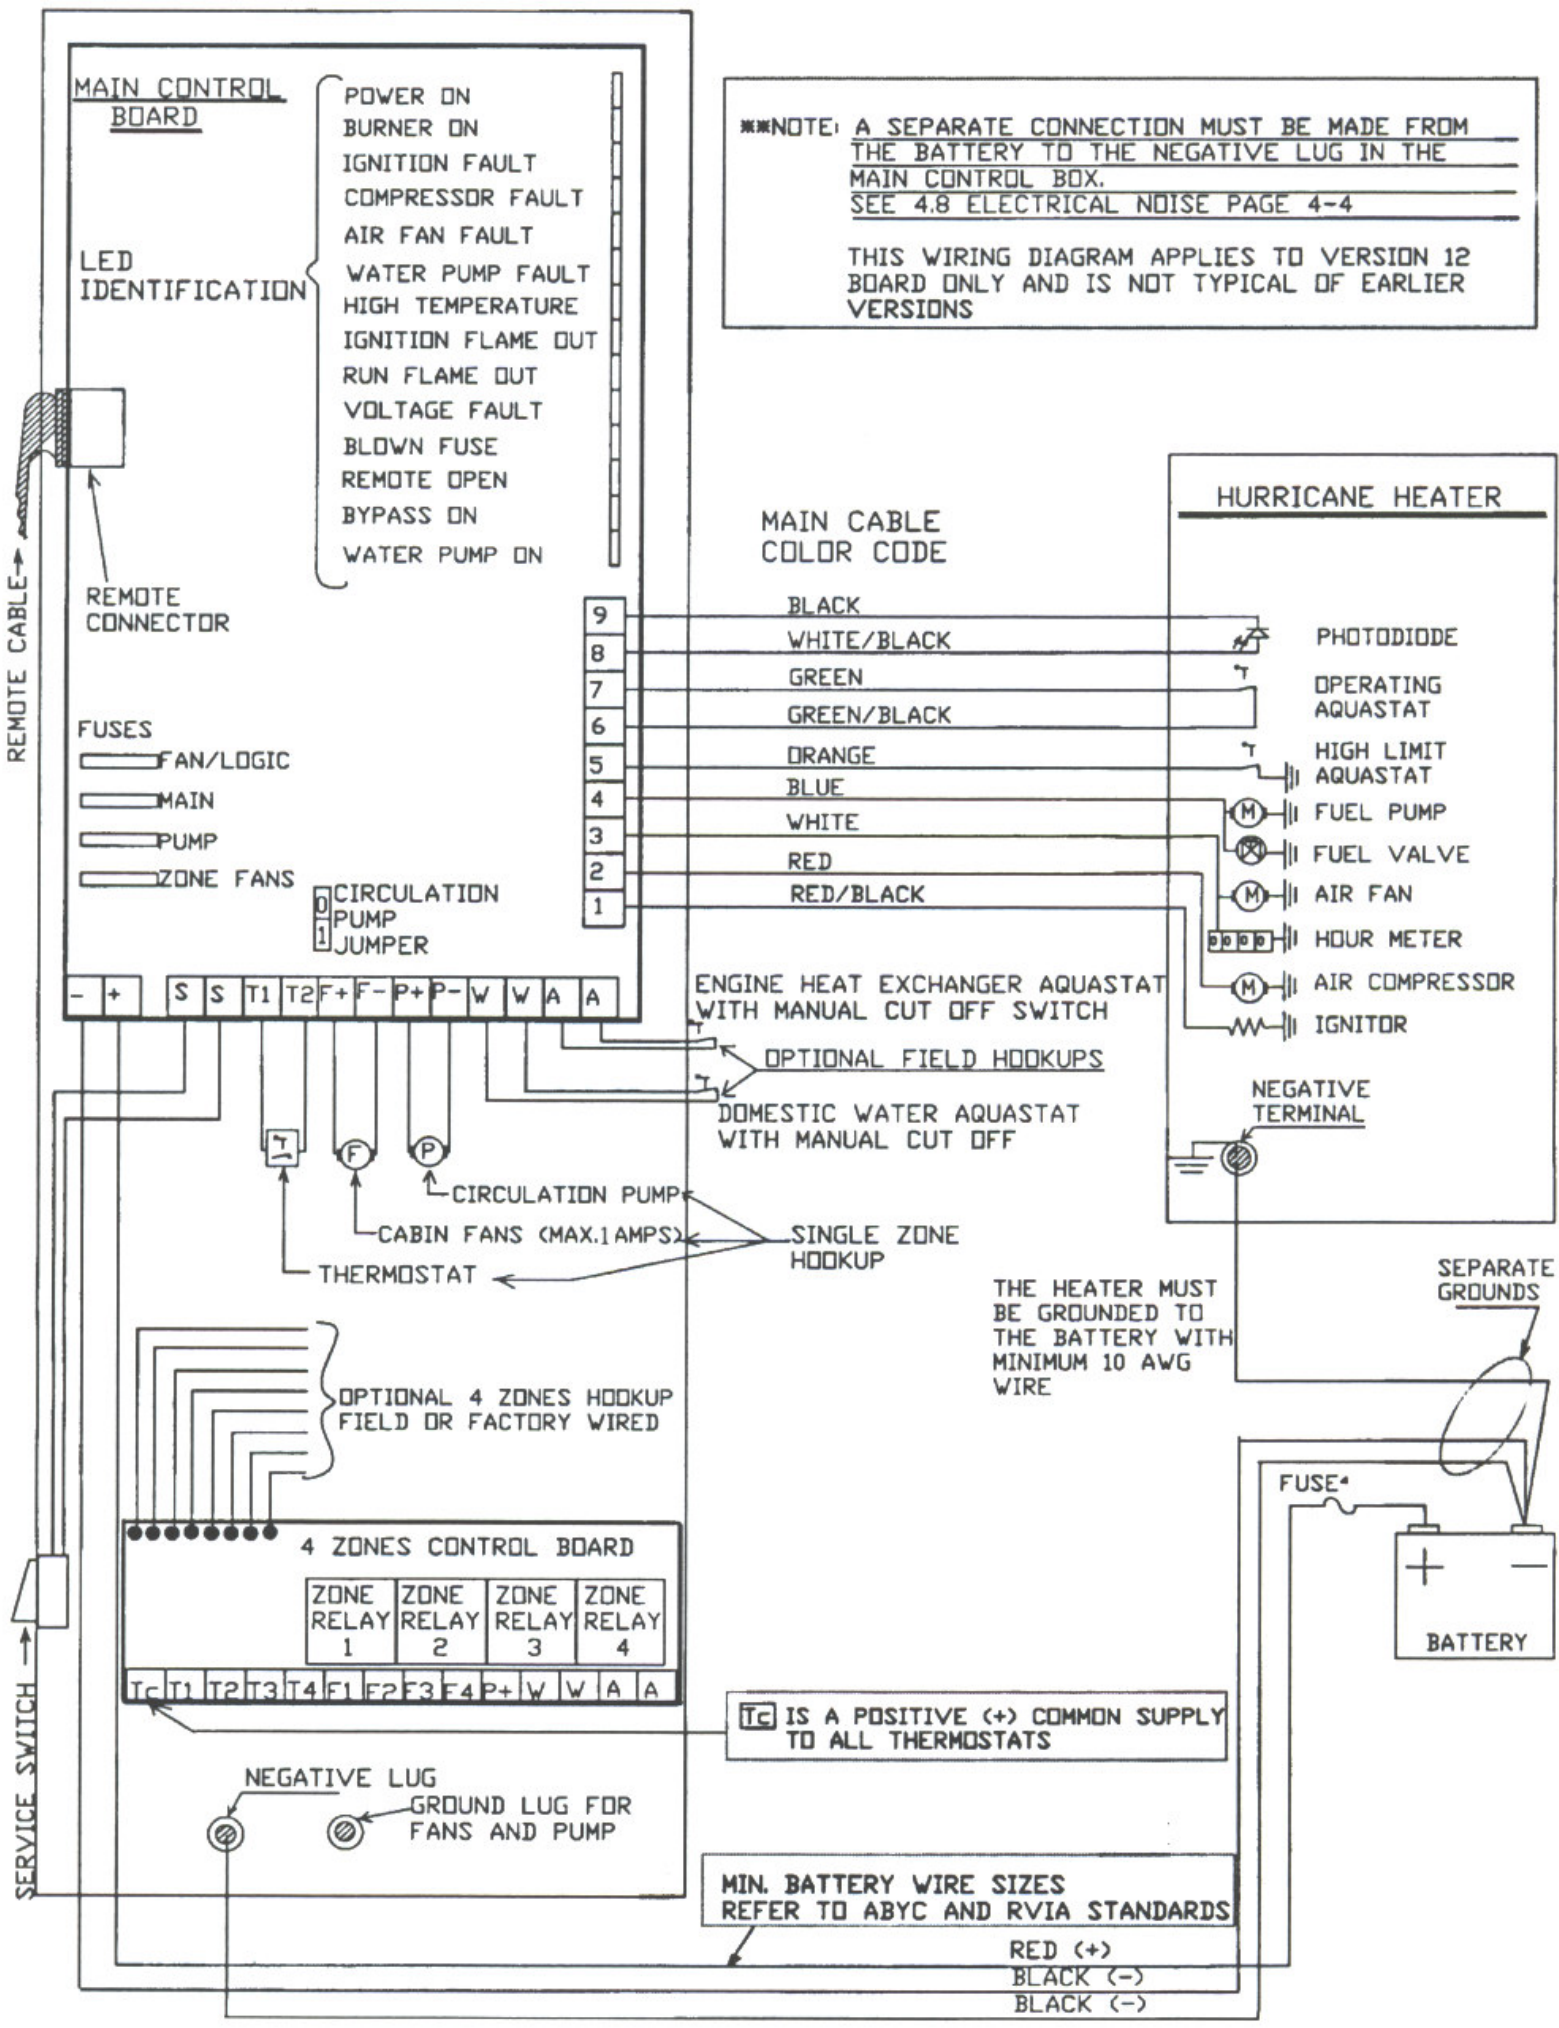 MAIN CONTROL
BOARD
LED
IDENTIFICATION
POWER ON
BURNER ON
IGNITION FAULT
COMPRESSOR FAULT
AIR FAN FAULT
WATER PUMP FAULT
HIGH TEMPERATURE
IGNITION FLAME OUT
RUN FLAME OUT
VOLTAGE FAULT
BLOWN FUSE
REMOTE OPEN
BYPASS ON
WATER PUMP ON
**NOTE: A SEPARATE CONNECTION MUST BE MADE FROM
THE BATTERY TO THE NEGATIVE LUG IN THE
MAIN CONTROL BOX.
SEE 4.8 ELECTRICAL NOISE PAGE 4-4
THIS WIRING DIAGRAM APPLIES TO VERSION 12
BOARD ONLY AND IS NOT TYPICAL OF EARLIER
VERSIONS
REMOTE CABLE
REMOTE
CONNECTOR
FUSES
FAN/LOGIC
MAIN
PUMP
ZONE FANS
0
1
CIRCULATION
PUMP
JUMPER
9
8
7
6
5
4
3
2
1
MAIN CABLE
COLOR CODE
BLACK
WHITE/BLACK
GREEN
GREEN/BLACK
ORANGE
BLUE
WHITE
RED
RED/BLACK
HURRICANE HEATER
PHOTODIODE
T
OPERATING
AQUASTAT
T
HIGH LIMIT
AQUASTAT
M
FUEL PUMP
FUEL VALVE
M
AIR FAN
0 0 0 0
HOUR METER
M
AIR COMPRESSOR
IGNITOR
NEGATIVE
TERMINAL
- + S S T1 T2 F+ F- P+ P- W W A A
ENGINE HEAT EXCHANGER AQUASTAT
WITH MANUAL CUT OFF SWITCH
T
OPTIONAL FIELD HOOKUPS
T
DOMESTIC WATER AQUASTAT
WITH MANUAL CUT OFF
T
F
P
CIRCULATION PUMP
CABIN FANS (MAX.1 AMPS)
THERMOSTAT
SINGLE ZONE
HOOKUP
THE HEATER MUST
BE GROUNDED TO
THE BATTERY WITH
MINIMUM 10 AWG
WIRE
SEPARATE
GROUNDS
OPTIONAL 4 ZONES HOOKUP
FIELD OR FACTORY WIRED
FUSE
+ -
BATTERY
4 ZONES CONTROL BOARD
ZONE
RELAY
1
ZONE
RELAY
2
ZONE
RELAY
3
ZONE
RELAY
4
Tc T1 T2 T3 T4 F1 F2 F3 F4 P+ W W A A
SERVICE SWITCH
Tc IS A POSITIVE (+) COMMON SUPPLY
TO ALL THERMOSTATS
NEGATIVE LUG
GROUND LUG FOR
FANS AND PUMP
MIN. BATTERY WIRE SIZES
REFER TO ABYC AND RVIA STANDARDS
RED (+)
BLACK (-)
BLACK (-)